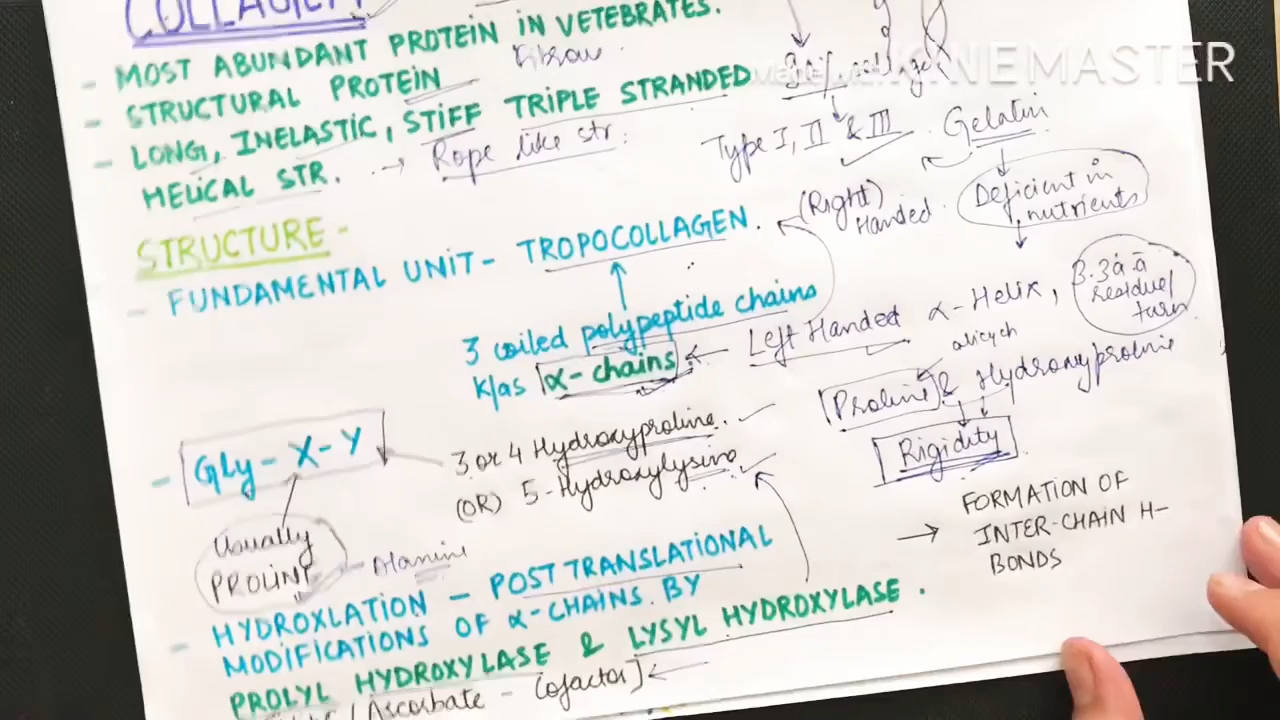 COLLAGEN
- MOST ABUNDANT PROTEIN IN VETEBRATES.
- STRUCTURAL PROTEIN
- LONG, INELASTIC, STIFF TRIPLE STRANDED
HELICAL STR. → Rope like str.
Type I, II & III
Gelatin
Deficient in
nutrients
KINEMASTER
STRUCTURE -
- FUNDAMENTAL UNIT - TROPOCOLLAGEN.
(Right)
Handed
3 coiled polypeptide chains
K/as α-chains ← Left Handed α-Helix,
3.3 a.a
residue/
turn
Proline & Hydroxyproline
Rigidity
- Gly - X - Y
3 or 4 Hydroxyproline.
(OR) 5-Hydroxylysine
Usually
PROLINE - Alanine
→ FORMATION OF
INTER-CHAIN H-
BONDS
- HYDROXLATION - POST TRANSLATIONAL
MODIFICATIONS OF α-CHAINS BY
PROLYL HYDROXYLASE & LYSYL HYDROXYLASE.
/ Ascorbate - Cofactor]